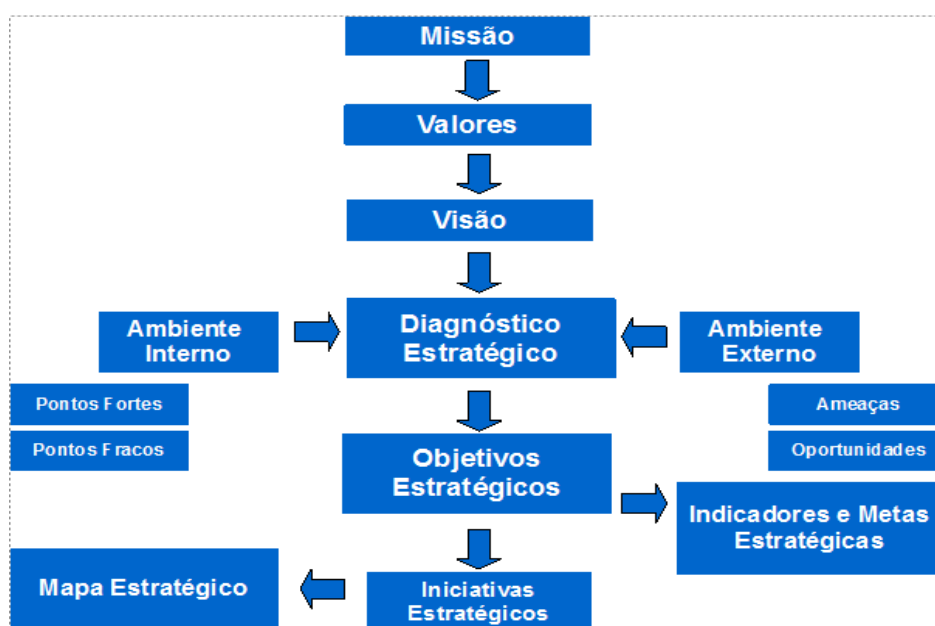 Missão
Valores
Visão
Diagnóstico
Estratégico
Ambiente
Interno
Ambiente
Externo
Pontos Fortes
Pontos Fracos
Ameaças
Oportunidades
Objetivos
Estratégicos
Indicadores e Metas
Estratégicas
Iniciativas
Estratégicos
Mapa Estratégico